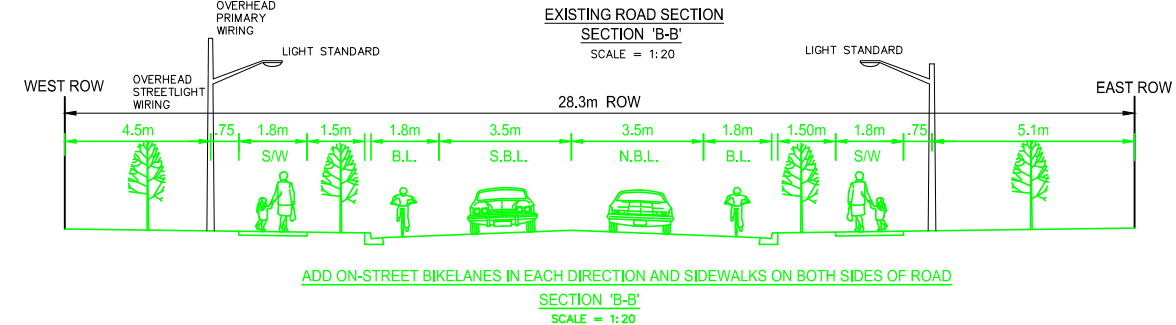 OVERHEAD
PRIMARY
WIRING
EXISTING ROAD SECTION
SECTION 'B-B'
SCALE = 1:20
LIGHT STANDARD
LIGHT STANDARD
WEST ROW
OVERHEAD
STREETLIGHT
WIRING
EAST ROW
28.3m ROW
4.5m .75 1.8m 1.5m 1.8m 3.5m 3.5m 1.8m 1.50m 1.8m .75 5.1m
S/W B.L. S.B.L. N.B.L. B.L. S/W
ADD ON-STREET BIKELANES IN EACH DIRECTION AND SIDEWALKS ON BOTH SIDES OF ROAD
SECTION 'B-B'
SCALE = 1:20